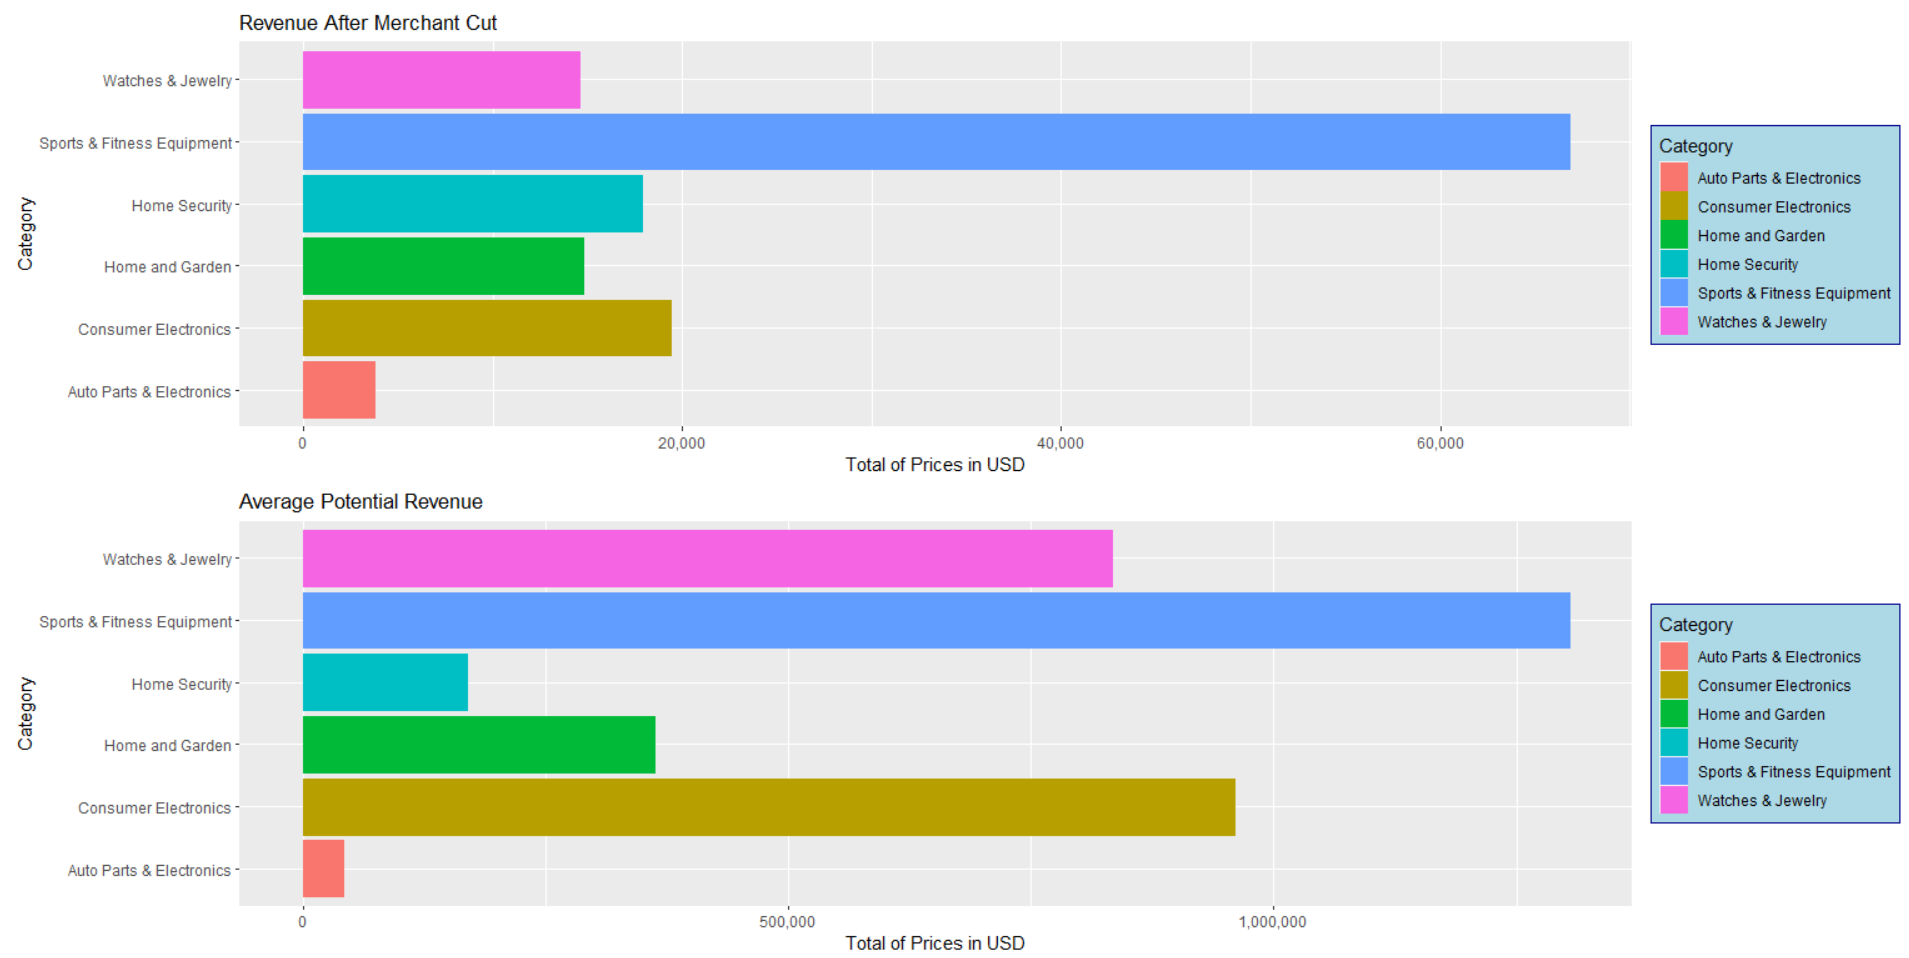 Revenue After Merchant Cut
Category
Watches & Jewelry
Sports & Fitness Equipment
Home Security
Home and Garden
Consumer Electronics
Auto Parts & Electronics
0 20,000 40,000 60,000
Total of Prices in USD
Category
Auto Parts & Electronics
Consumer Electronics
Home and Garden
Home Security
Sports & Fitness Equipment
Watches & Jewelry
Average Potential Revenue
Category
Watches & Jewelry
Sports & Fitness Equipment
Home Security
Home and Garden
Consumer Electronics
Auto Parts & Electronics
0 500,000 1,000,000
Total of Prices in USD
Category
Auto Parts & Electronics
Consumer Electronics
Home and Garden
Home Security
Sports & Fitness Equipment
Watches & Jewelry